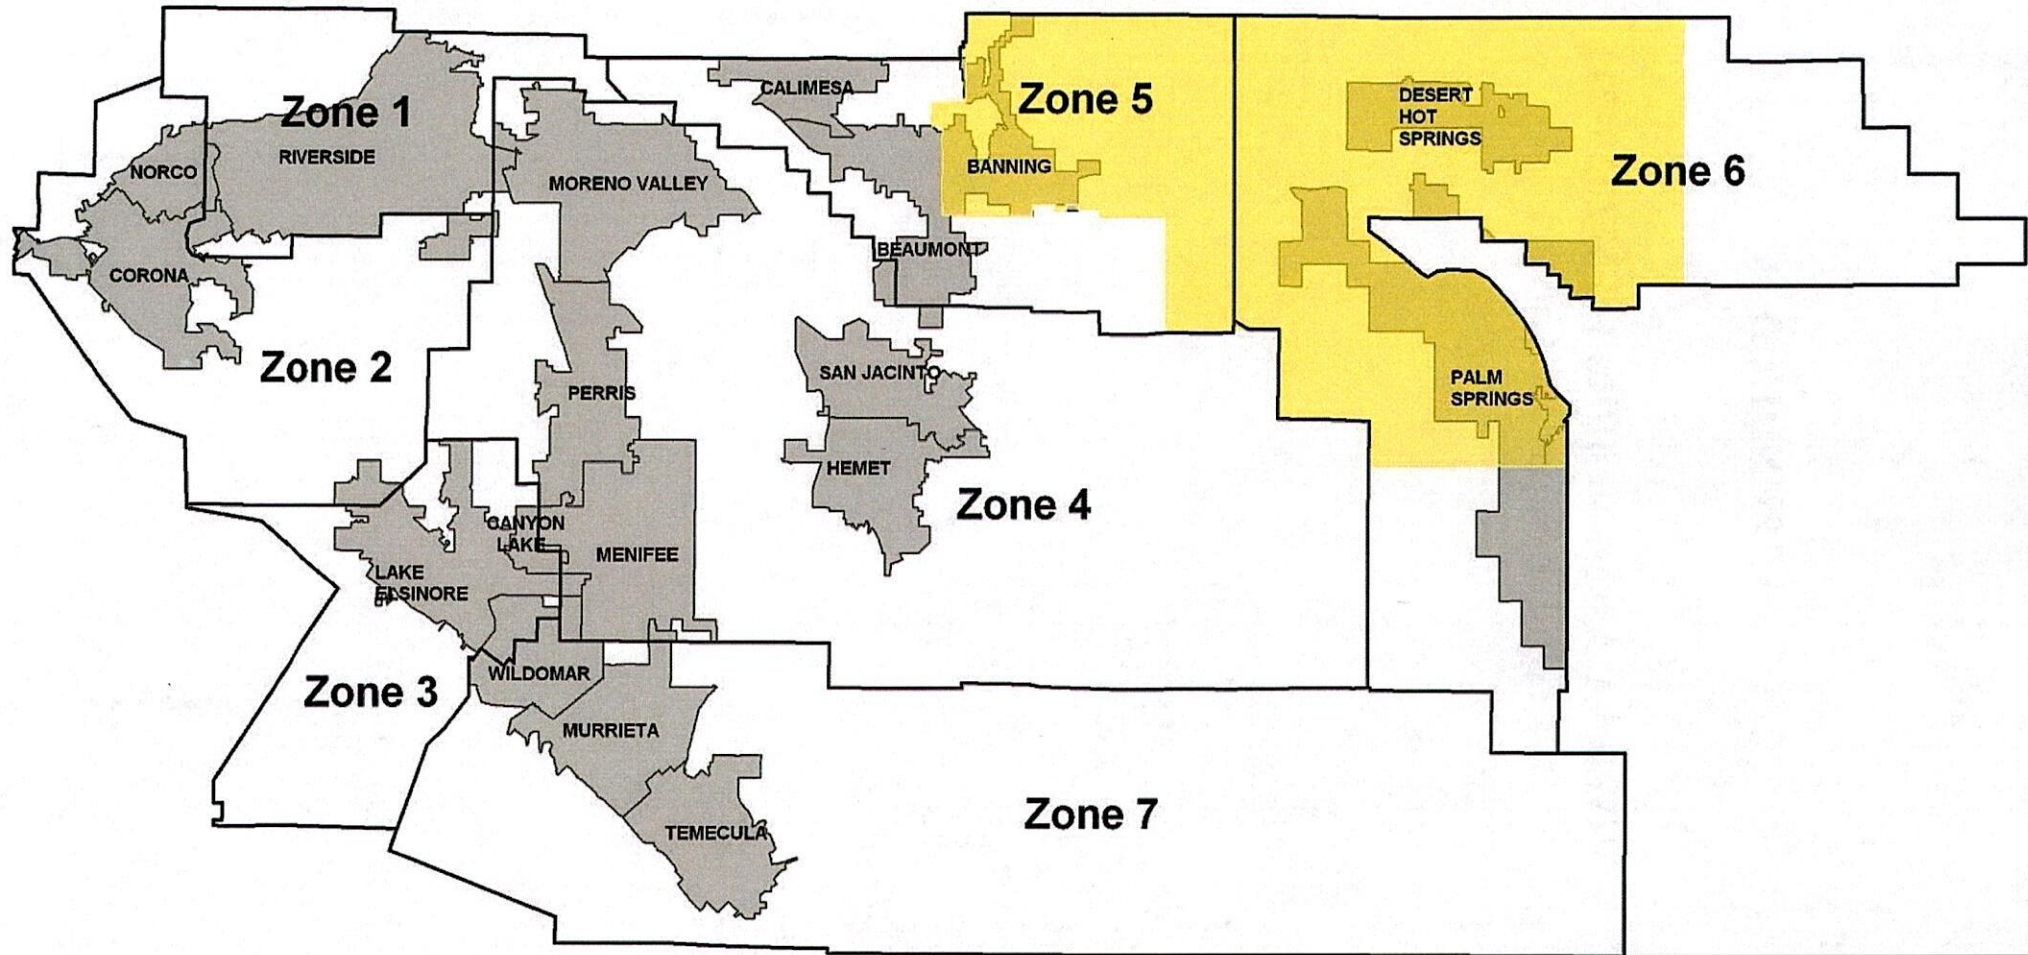 CALIMESA
Zone 5
DESERT
HOT
SPRINGS
Zone 1
RIVERSIDE
NORCO
MORENO VALLEY
BANNING
Zone 6
BEAUMONT
CORONA
Zone 2
PERRIS
SAN JACINTO
PALM
SPRINGS
HEMET
Zone 4
CANYON
LAKE
MENIFEE
LAKE
ELSINORE
Zone 3
WILDOMAR
MURRIETA
TEMECULA
Zone 7